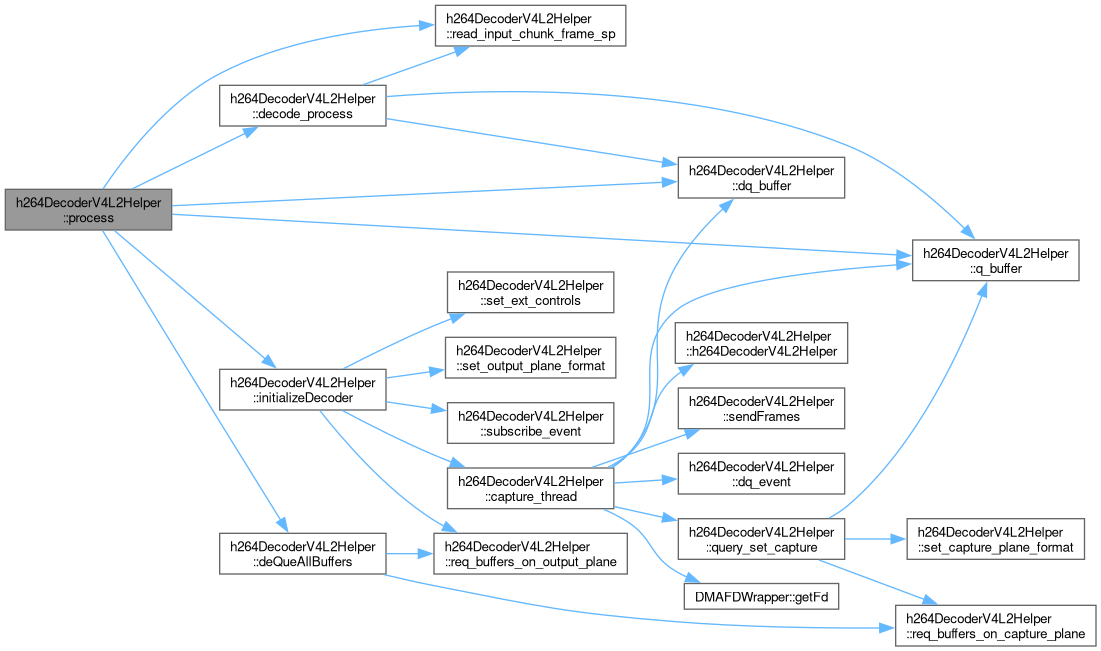 h264DecoderV4L2Helper
::read_input_chunk_frame_sp
h264DecoderV4L2Helper
::decode_process
h264DecoderV4L2Helper
::dq_buffer
h264DecoderV4L2Helper
::process
h264DecoderV4L2Helper
::q_buffer
h264DecoderV4L2Helper
::set_ext_controls
h264DecoderV4L2Helper
::h264DecoderV4L2Helper
h264DecoderV4L2Helper
::set_output_plane_format
h264DecoderV4L2Helper
::initializeDecoder
h264DecoderV4L2Helper
::sendFrames
h264DecoderV4L2Helper
::subscribe_event
h264DecoderV4L2Helper
::dq_event
h264DecoderV4L2Helper
::capture_thread
h264DecoderV4L2Helper
::query_set_capture
h264DecoderV4L2Helper
::set_capture_plane_format
h264DecoderV4L2Helper
::deQueAllBuffers
h264DecoderV4L2Helper
::req_buffers_on_output_plane
DMAFDWrapper::getFd
h264DecoderV4L2Helper
::req_buffers_on_capture_plane